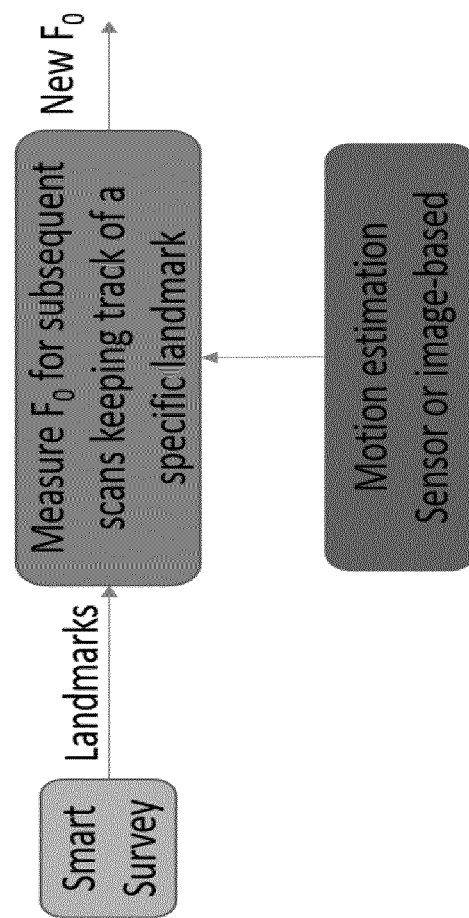 Smart
Survey
Landmarks
Measure F₀ for subsequent
scans keeping track of a
specific landmark
New F₀
Motion estimation
Sensor or image-based